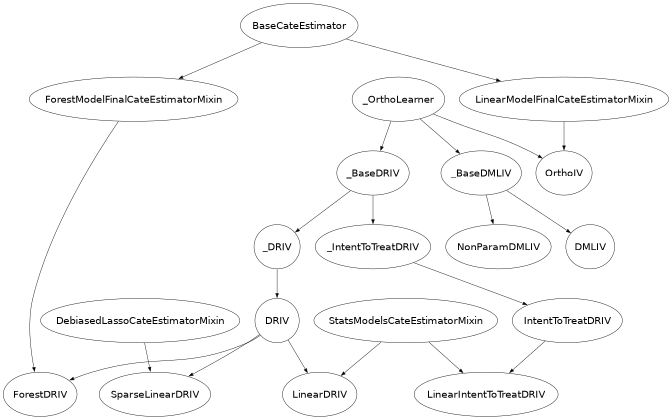 BaseCateEstimator
ForestModelFinalCateEstimatorMixin
_OrthoLearner
LinearModelFinalCateEstimatorMixin
_BaseDRIV
_BaseDMLIV
OrthoIV
_DRIV
_IntentToTreatDRIV
NonParamDMLIV
DMLIV
DebiasedLassoCateEstimatorMixin
DRIV
StatsModelsCateEstimatorMixin
IntentToTreatDRIV
ForestDRIV
SparseLinearDRIV
LinearDRIV
LinearIntentToTreatDRIV